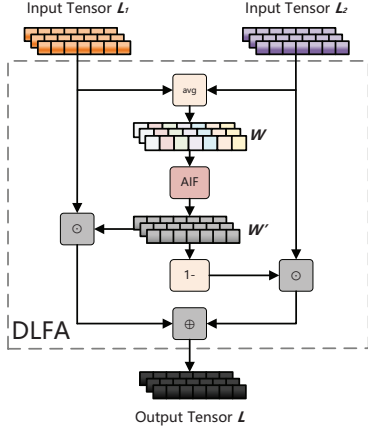 Input Tensor L₁
Input Tensor L₂
avg
W
AIF
W'
⊙
1-
⊙
⊕
DLFA
Output Tensor L